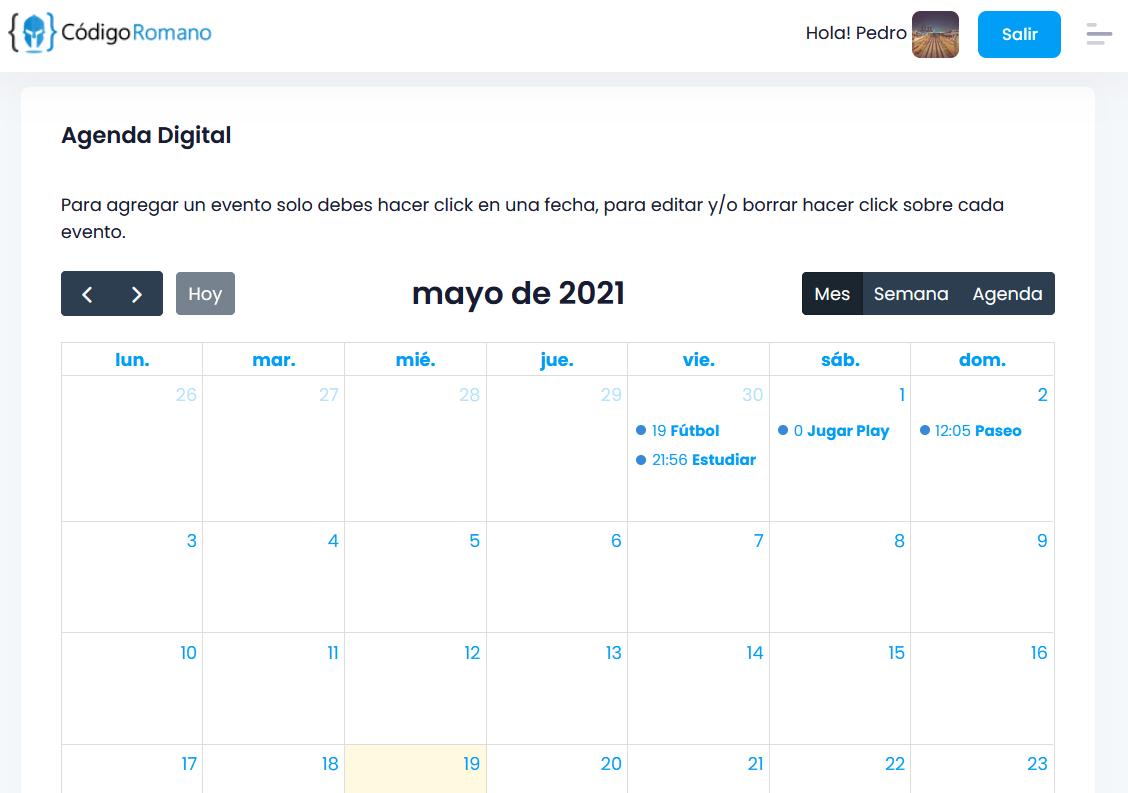 { } CódigoRomano
Hola! Pedro
Salir
Agenda Digital
Para agregar un evento solo debes hacer click en una fecha, para editar y/o borrar hacer click sobre cada
evento.
Hoy
mayo de 2021
Mes Semana Agenda
lun. mar. mié. jue. vie. sáb. dom.
26 27 28 29 30 1 2
19 Fútbol 0 Jugar Play 12:05 Paseo
21:56 Estudiar
3 4 5 6 7 8 9
10 11 12 13 14 15 16
17 18 19 20 21 22 23